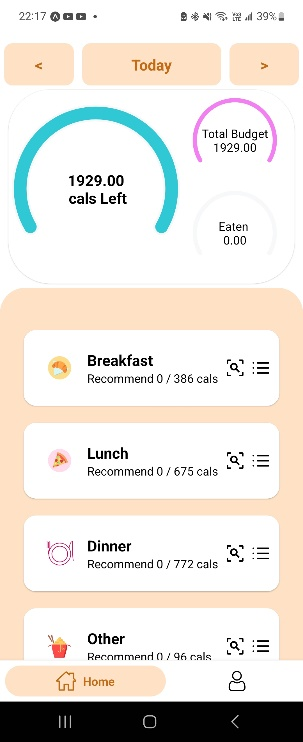 22:17 39%
< Today >
1929.00
cals Left
Total Budget
1929.00
Eaten
0.00
Breakfast
Recommend 0 / 386 cals
Lunch
Recommend 0 / 675 cals
Dinner
Recommend 0 / 772 cals
Other
Recommend 0 / 96 cals
Home